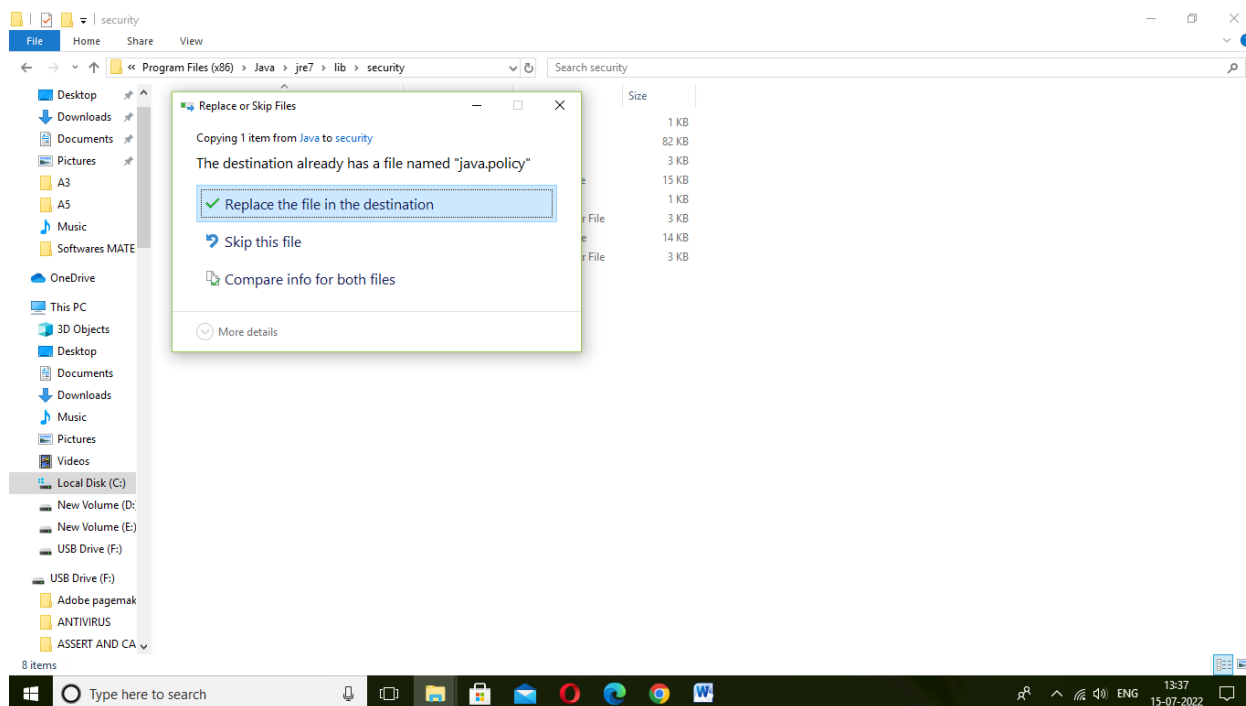 security
File Home Share View
« Program Files (x86) > Java > jre7 > lib > security
Search security
Desktop
Downloads
Documents
Pictures
A3
A5
Music
Softwares MATE
OneDrive
This PC
3D Objects
Desktop
Documents
Downloads
Music
Pictures
Videos
Local Disk (C:)
New Volume (D:
New Volume (E:)
USB Drive (F:)
USB Drive (F:)
Adobe pagemak
ANTIVIRUS
ASSERT AND CA
8 items
Replace or Skip Files
Copying 1 item from Java to security
The destination already has a file named "java.policy"
Replace the file in the destination
Skip this file
Compare info for both files
More details
Size
1 KB
82 KB
3 KB
e 15 KB
1 KB
r File 3 KB
e 14 KB
r File 3 KB
Type here to search
W
ENG
13:37
15-07-2022